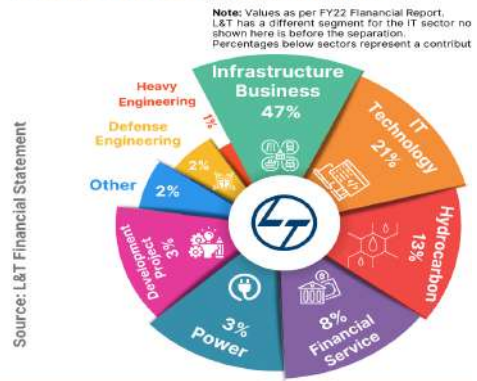 Note: Values as per FY22 Flanancial Report.
L&T has a different segment for the IT sector no
shown here is before the separation.
Percentages below sectors represent a contribut
Infrastructure
Business
47%
IT
Technology
21%
Hydrocarbon
13%
8%
Financial
Service
3%
Power
Development
Project
3%
Other
2%
Defense
Engineering
2%
Heavy
Engineering
1%
LT
Source: L&T Financial Statement